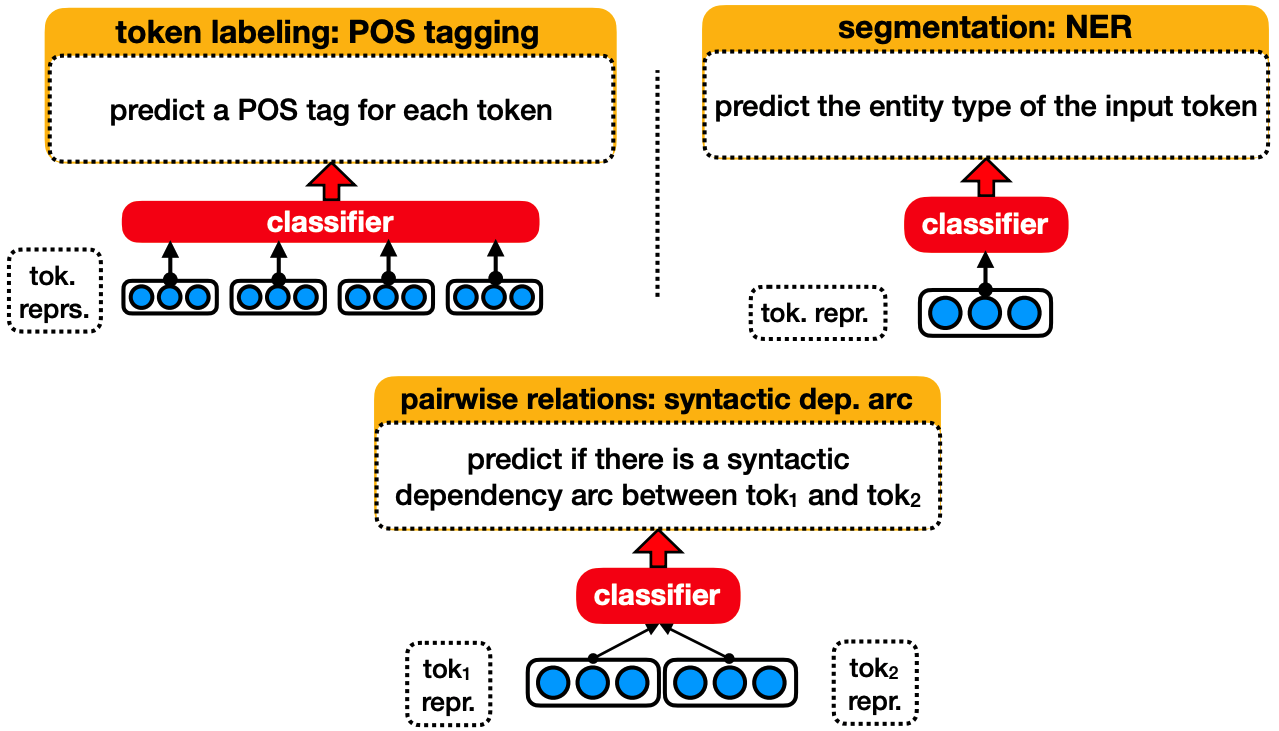 token labeling: POS tagging
predict a POS tag for each token
classifier
tok.
reprs.
segmentation: NER
predict the entity type of the input token
classifier
tok. repr.
pairwise relations: syntactic dep. arc
predict if there is a syntactic
dependency arc between tok₁ and tok₂
classifier
tok₁
repr.
tok₂
repr.